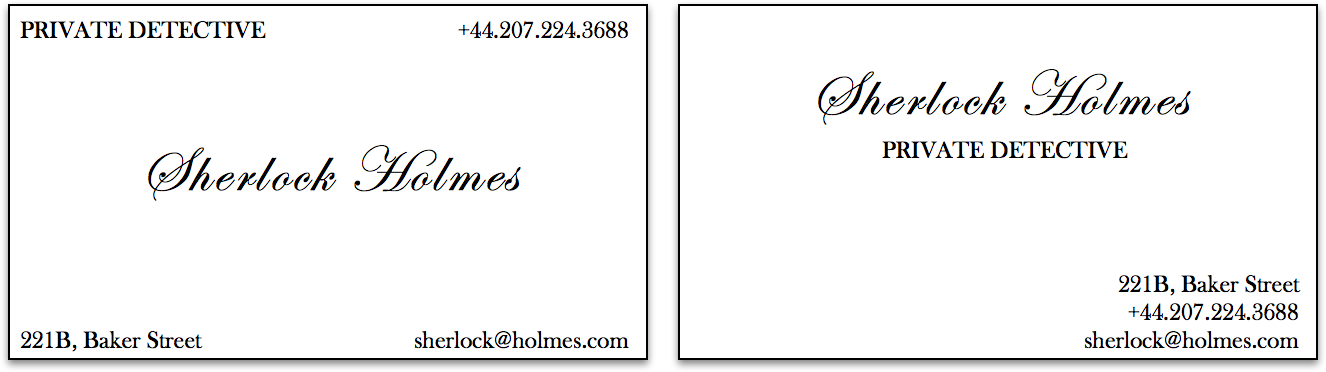 PRIVATE DETECTIVE +44.207.224.3688
Sherlock Holmes
221B, Baker Street sherlock@holmes.com
Sherlock Holmes
PRIVATE DETECTIVE
221B, Baker Street
+44.207.224.3688
sherlock@holmes.com